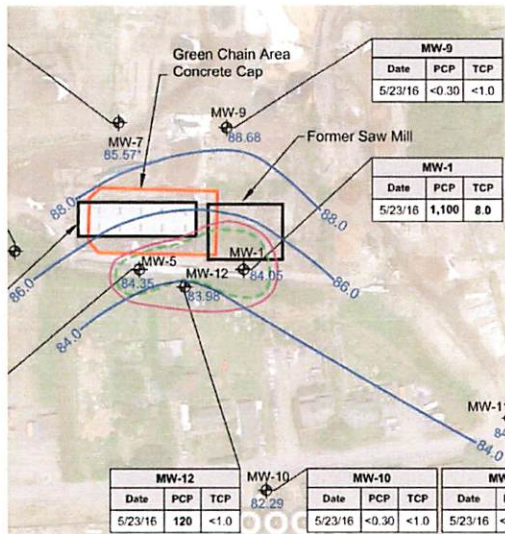 Green Chain Area
Concrete Cap
MW-9
Date PCP TCP
5/23/16 <0.30 <1.0
MW-7
85.57*
MW-9
88.68
Former Saw Mill
MW-1
Date PCP TCP
5/23/16 1,100 8.0
88.0
88.0
86.0
86.0
MW-5
84.35
MW-1
84.05
MW-12
83.98
84.0
84.0
MW-11
MW-12
Date PCP TCP
5/23/16 120 <1.0
MW-10
82.29
MW-10
Date PCP TCP
5/23/16 <0.30 <1.0
Date
5/23/16